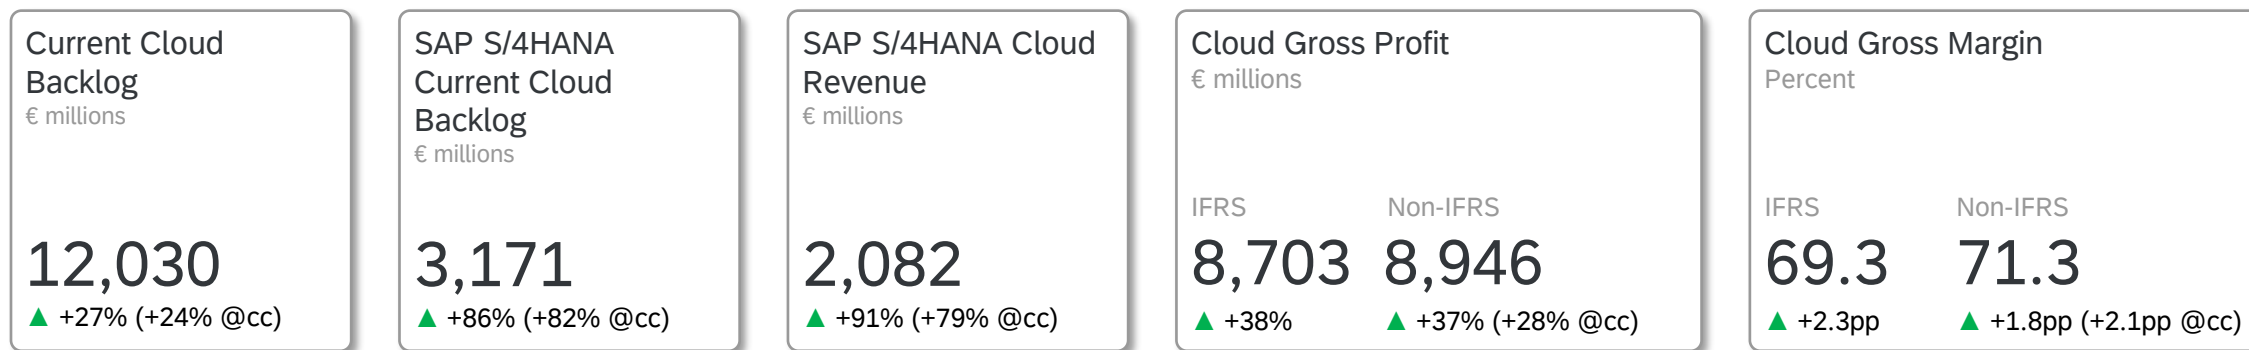 Current Cloud
Backlog
€ millions
12,030
▲ +27% (+24% @cc)
SAP S/4HANA
Current Cloud
Backlog
€ millions
3,171
▲ +86% (+82% @cc)
SAP S/4HANA Cloud
Revenue
€ millions
2,082
▲ +91% (+79% @cc)
Cloud Gross Profit
€ millions
IFRS Non-IFRS
8,703 8,946
▲ +38% ▲ +37% (+28% @cc)
Cloud Gross Margin
Percent
IFRS Non-IFRS
69.3 71.3
▲ +2.3pp ▲ +1.8pp (+2.1pp @cc)